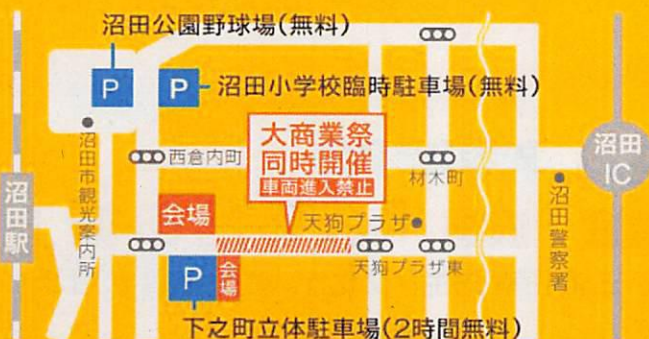 沼田公園野球場(無料)
P
P
沼田小学校臨時駐車場(無料)
大商業祭
同時開催
車両進入禁止
西倉内町
材木町
沼田
IC
沼田市観光案内所
沼田駅
会場
天狗プラザ
沼田警察署
天狗プラザ東
P
会場
下之町立体駐車場(2時間無料)